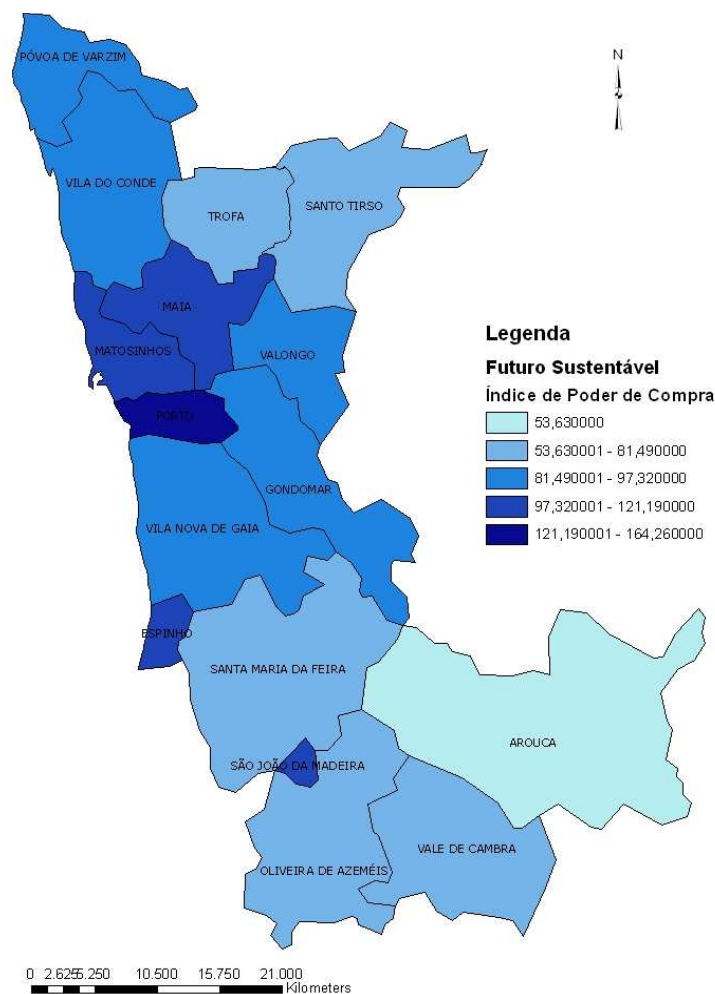 PÓVOA DE VARZIM
N
VILA DO CONDE
TROFA
SANTO TIRSO
MAIA
MATOSINHOS
VALONGO
PORTO
GONDOMAR
VILA NOVA DE GAIA
ESPINHO
SANTA MARIA DA FEIRA
AROUCA
SÃO JOÃO DA MADEIRA
VALE DE CAMBRA
OLIVEIRA DE AZEMÉIS
Legenda
Futuro Sustentável
Índice de Poder de Compra
53,630000
53,630001 - 81,490000
81,490001 - 97,320000
97,320001 - 121,190000
121,190001 - 164,260000
0 2.625 5.250 10.500 15.750 21.000
Kilometers